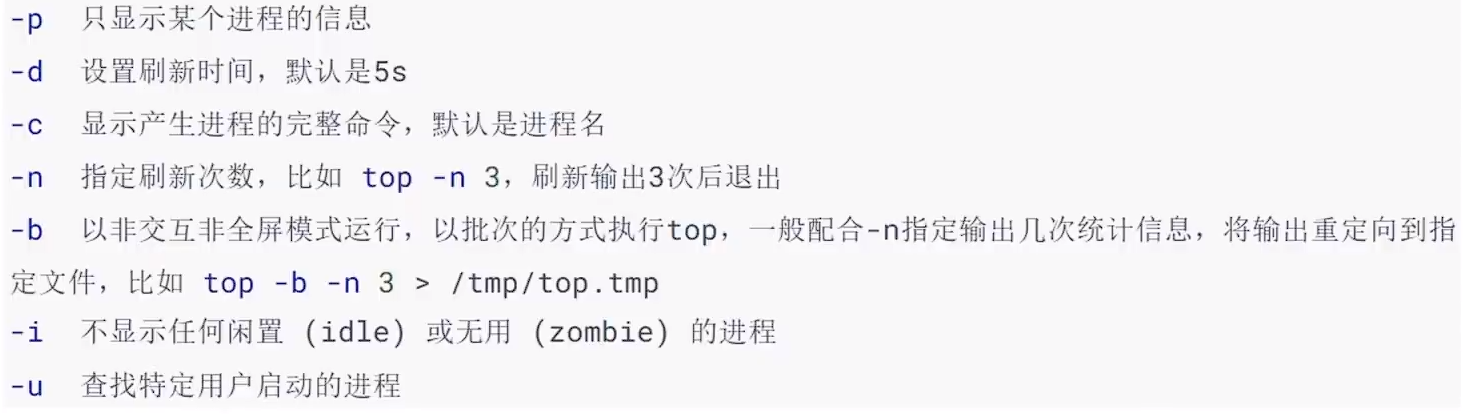 -p 只显示某个进程的信息
-d 设置刷新时间，默认是5s
-c 显示产生进程的完整命令，默认是进程名
-n 指定刷新次数，比如 top -n 3，刷新输出3次后退出
-b 以非交互非全屏模式运行，以批次的方式执行top，一般配合-n指定输出几次统计信息，将输出重定向到指
定文件，比如 top -b -n 3 > /tmp/top.tmp
-i 不显示任何闲置 (idle) 或无用 (zombie) 的进程
-u 查找特定用户启动的进程